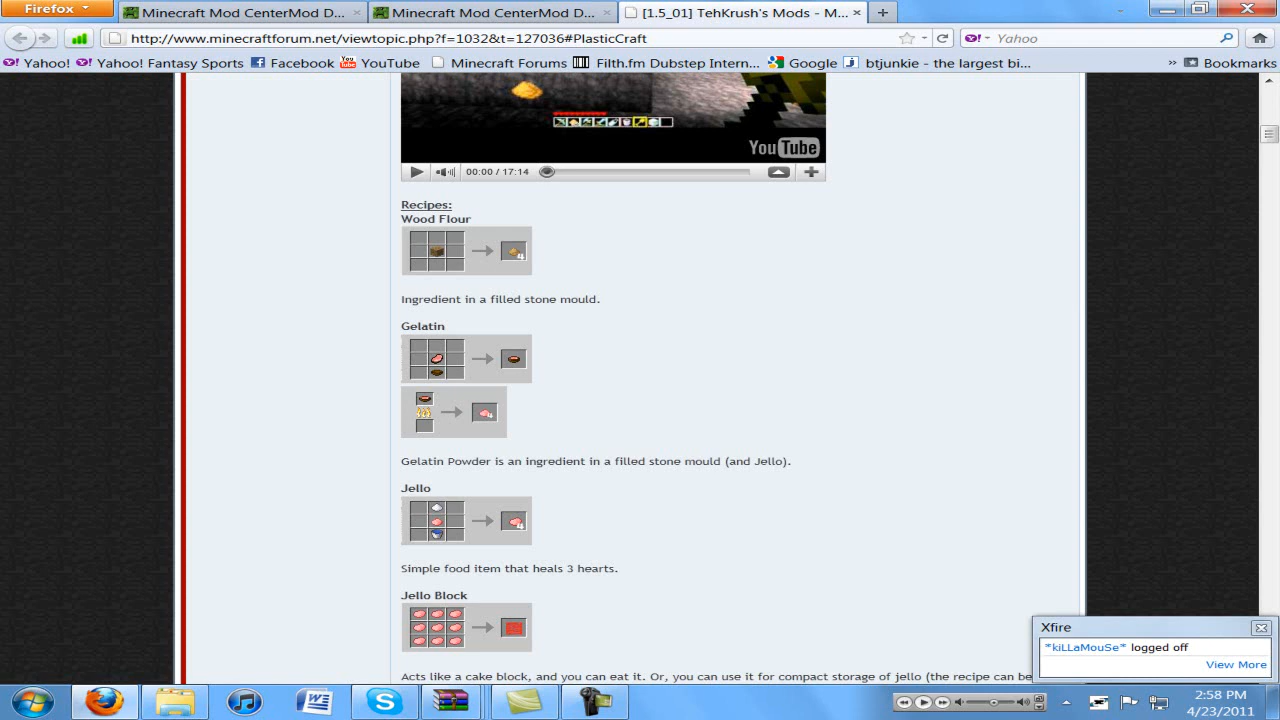 Firefox
Minecraft Mod CenterMod D...
Minecraft Mod CenterMod D...
[1.5_01] TehKrush's Mods - M...
http://www.minecraftforum.net/viewtopic.php?f=1032&t=127036#PlasticCraft
Yahoo
Yahoo! Yahoo! Fantasy Sports Facebook YouTube Minecraft Forums Filth.fm Dubstep Intern... Google btjunkie - the largest bi... » Bookmarks
YouTube
00:00 / 17:14
Recipes:
Wood Flour
4
Ingredient in a filled stone mould.
Gelatin
4
Gelatin Powder is an ingredient in a filled stone mould (and Jello).
Jello
4
Simple food item that heals 3 hearts.
Jello Block
Acts like a cake block, and you can eat it. Or, you can use it for compact storage of jello (the recipe can be
Xfire
*kiLLaMouSe* logged off
View More
2:58 PM
4/23/2011